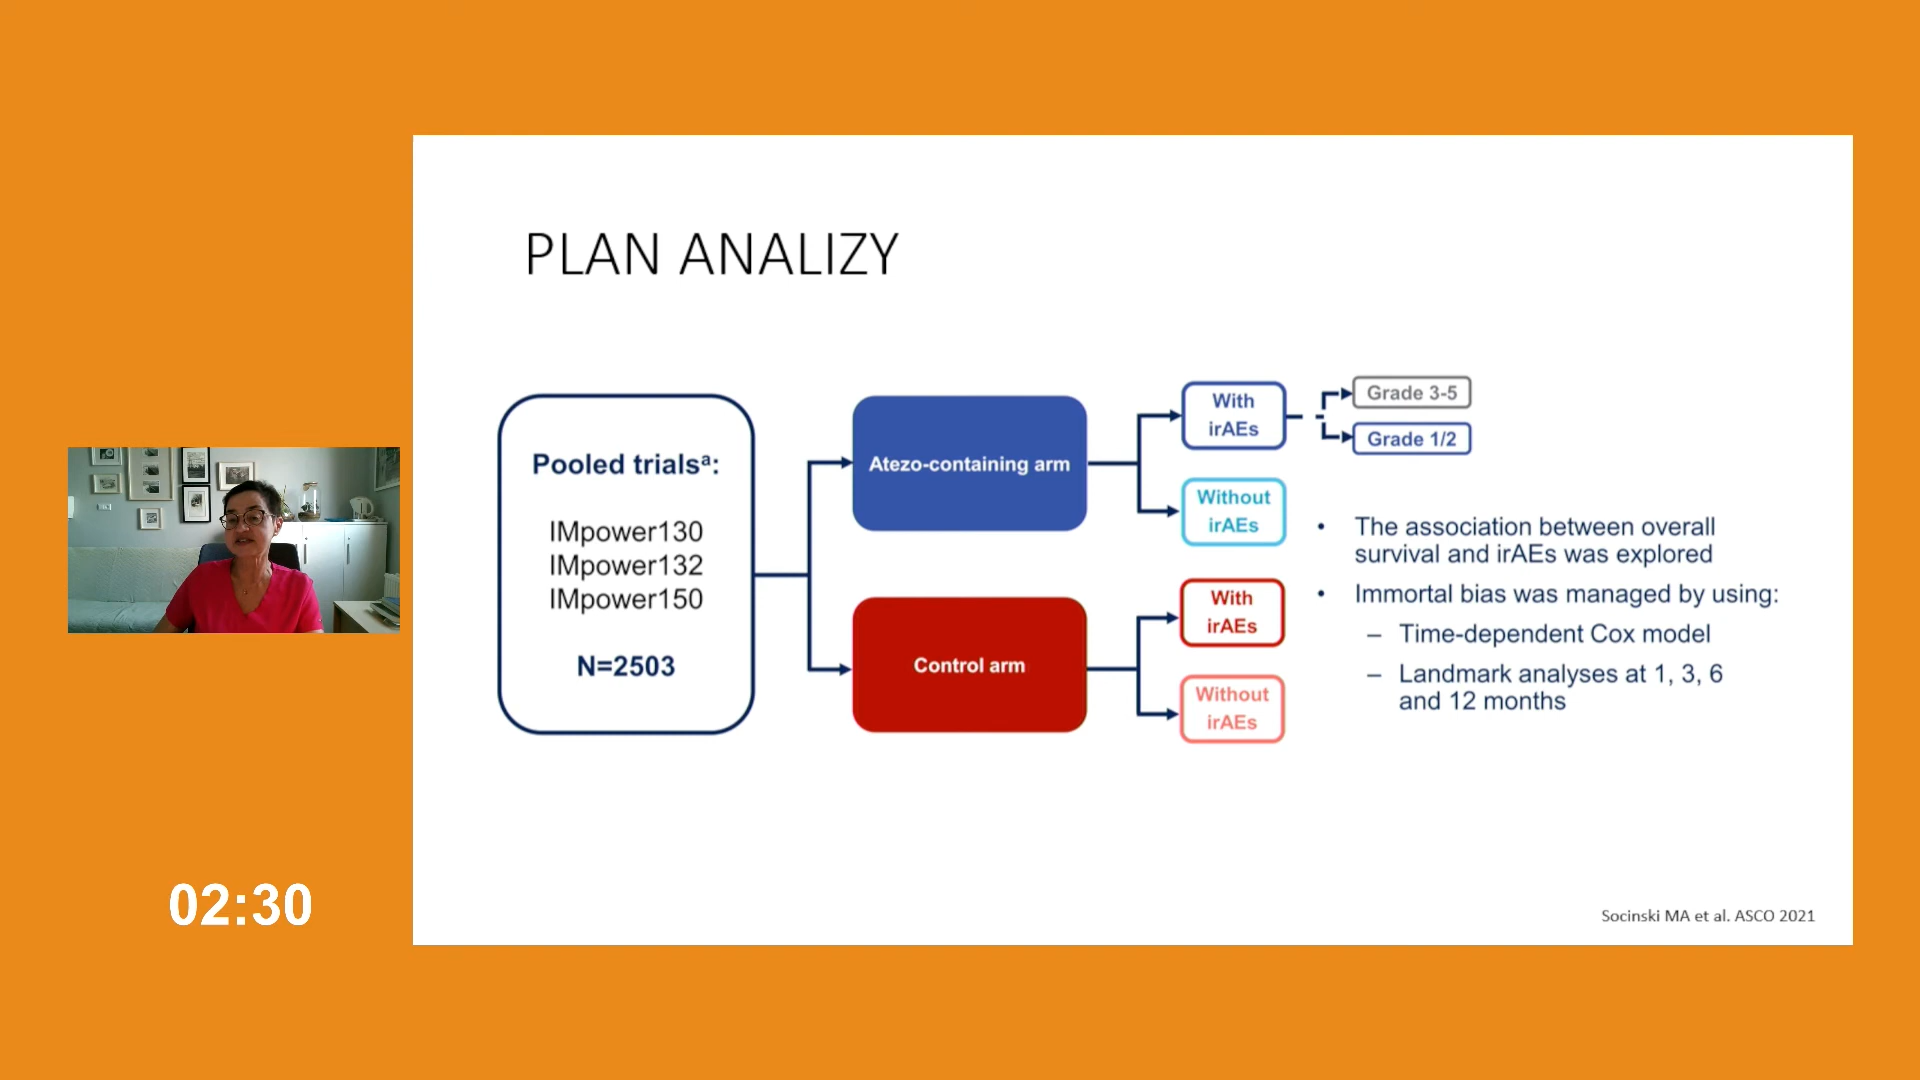 PLAN ANALIZY
Pooled trialsᵃ:
IMpower130
IMpower132
IMpower150
N=2503
Atezo-containing arm
Control arm
With
irAEs
Without
irAEs
With
irAEs
Without
irAEs
Grade 3-5
Grade 1/2
• The association between overall
survival and irAEs was explored
• Immortal bias was managed by using:
– Time-dependent Cox model
– Landmark analyses at 1, 3, 6
and 12 months
Socinski MA et al. ASCO 2021
02:30